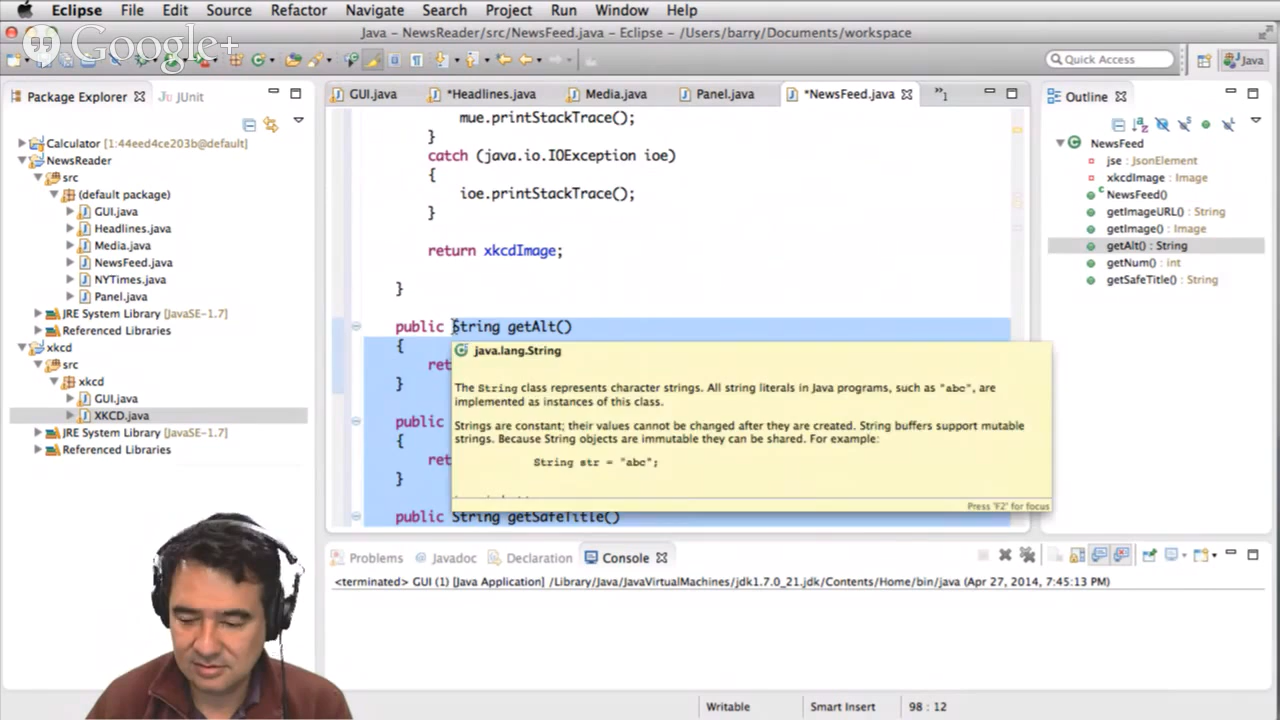 Eclipse File Edit Source Refactor Navigate Search Project Run Window Help
Java - NewsReader/src/NewsFeed.java - Eclipse - /Users/barry/Documents/workspace
Google+
Quick Access
Java
Package Explorer
JUnit
GUI.java
*Headlines.java
Media.java
Panel.java
*NewsFeed.java
»1
Outline
Calculator [1:44eed4ce203b@default]
NewsReader
src
(default package)
GUI.java
Headlines.java
Media.java
NewsFeed.java
NYTimes.java
Panel.java
JRE System Library [JavaSE-1.7]
Referenced Libraries
xkcd
src
xkcd
GUI.java
XKCD.java
JRE System Library [JavaSE-1.7]
Referenced Libraries
mue.printStackTrace();
}
catch (java.io.IOException ioe)
{
ioe.printStackTrace();
}
return xkcdImage;
}
public String getAlt()
{
ret
}
public
{
ret
}
public String getSafeTitle()
java.lang.String
The String class represents character strings. All string literals in Java programs, such as "abc", are
implemented as instances of this class.
Strings are constant; their values cannot be changed after they are created. String buffers support mutable
strings. Because String objects are immutable they can be shared. For example:
String str = "abc";
Press 'F2' for focus
NewsFeed
jse : JsonElement
xkcdImage : Image
NewsFeed()
getImageURL() : String
getImage() : Image
getAlt() : String
getNum() : int
getSafeTitle() : String
Problems
Javadoc
Declaration
Console
<terminated> GUI (1) [Java Application] /Library/Java/JavaVirtualMachines/jdk1.7.0_21.jdk/Contents/Home/bin/java (Apr 27, 2014, 7:45:13 PM)
Writable
Smart Insert
98 : 12